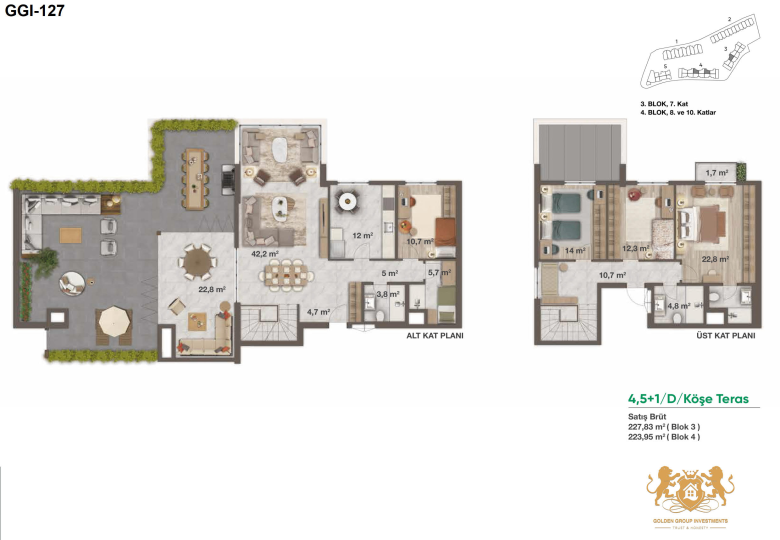 GGI-127
1
2
3
4
5
3. BLOK, 7. Kat
4. BLOK, 8. ve 10. Katlar
42,2 m²
12 m²
10,7 m²
22,8 m²
5 m²
5,7 m²
3,8 m²
4,7 m²
ALT KAT PLANI
1,7 m²
14 m²
12,3 m²
22,8 m²
10,7 m²
4,8 m²
ÜST KAT PLANI
4,5+1/D/Köşe Teras
Satış Brüt
227,83 m² ( Blok 3 )
223,95 m² ( Blok 4 )
GOLDEN GROUP INVESTMENTS
TRUST & HONESTY